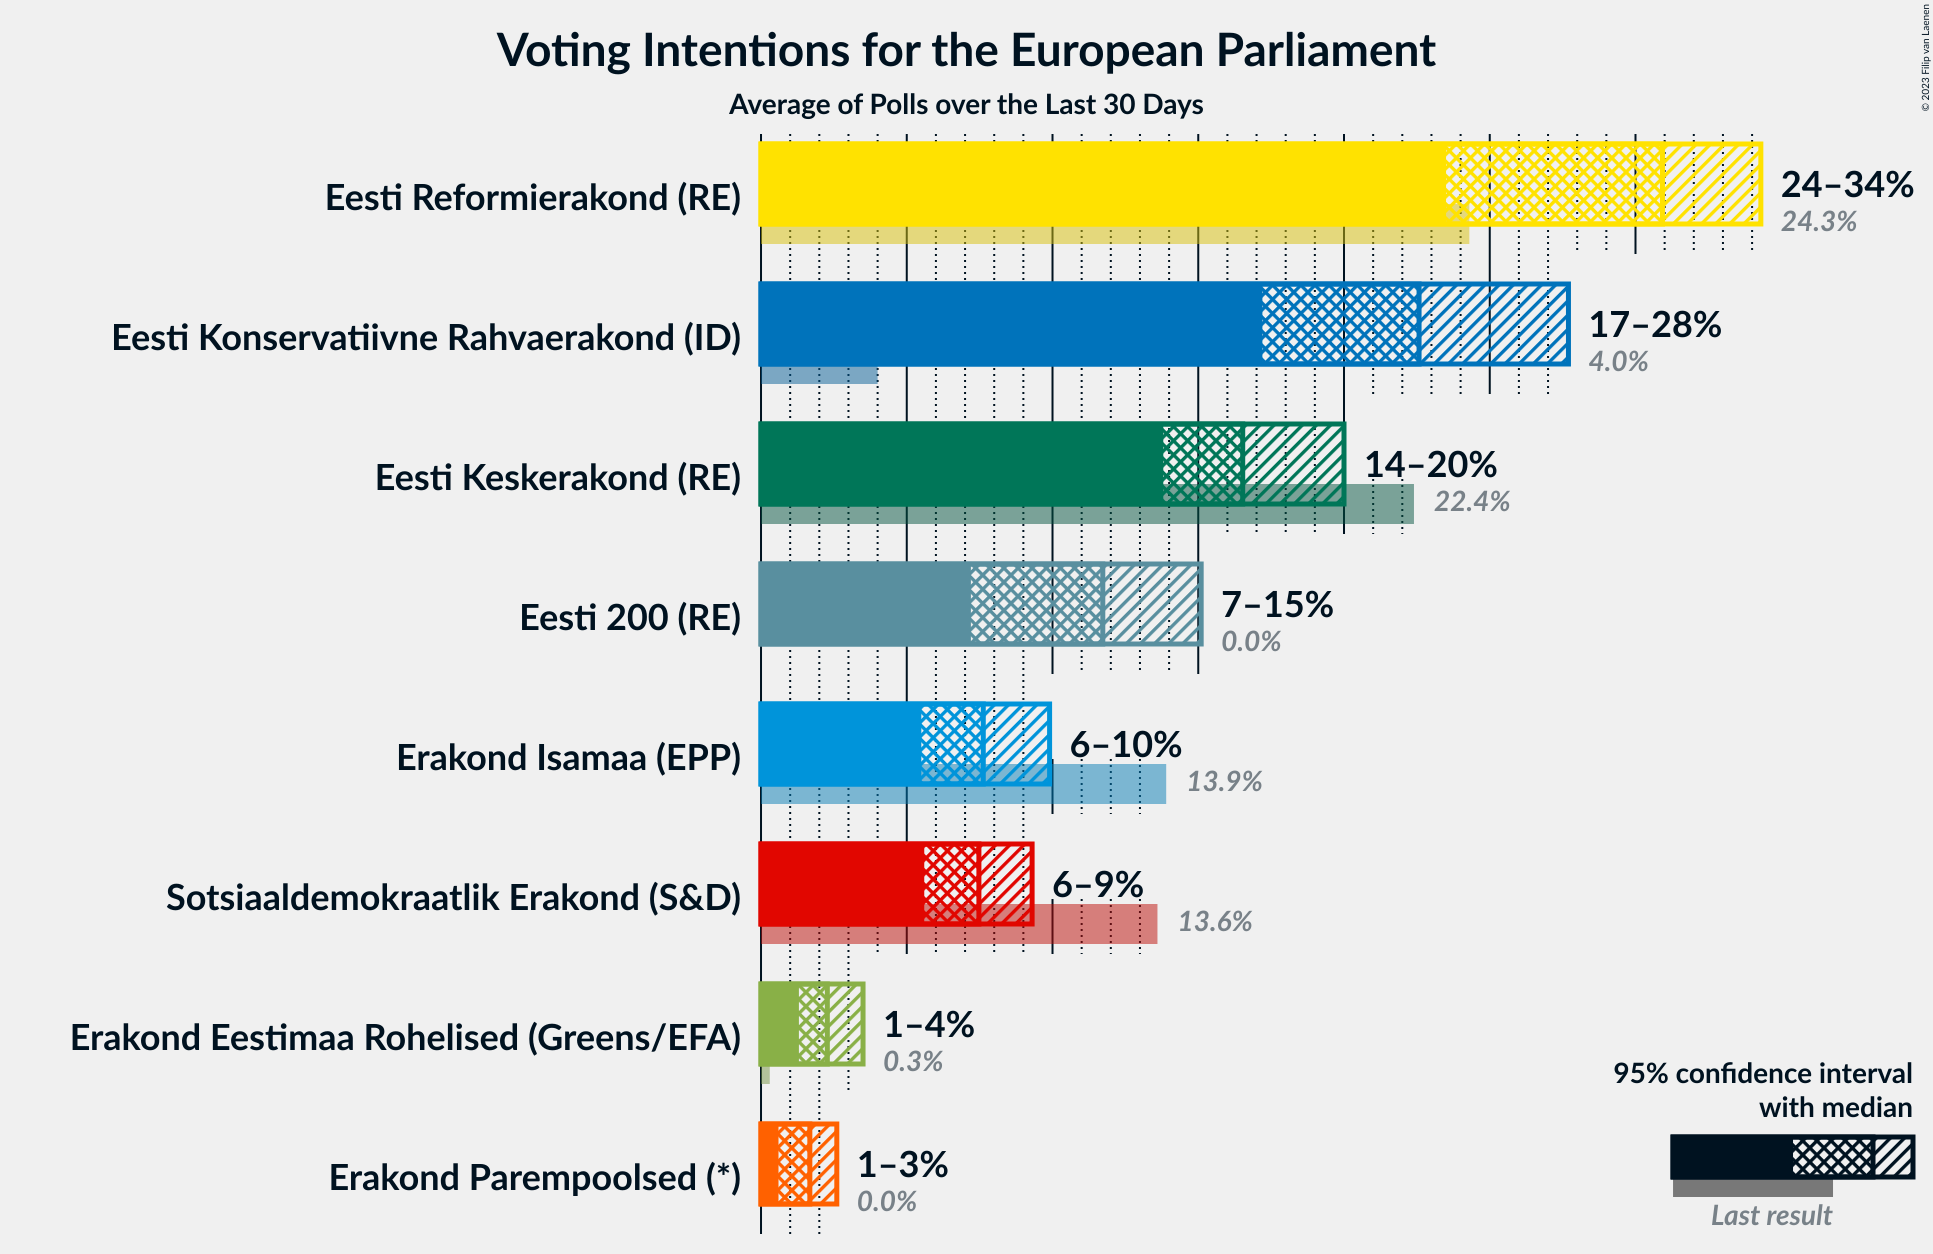 Voting Intentions for the European Parliament
Average of Polls over the Last 30 Days
© 2023 Filip van Laenen
Eesti Reformierakond (RE)
24–34%
24.3%
Eesti Konservatiivne Rahvaerakond (ID)
17–28%
4.0%
Eesti Keskerakond (RE)
14–20%
22.4%
Eesti 200 (RE)
7–15%
0.0%
Erakond Isamaa (EPP)
6–10%
13.9%
Sotsiaaldemokraatlik Erakond (S&D)
6–9%
13.6%
Erakond Eestimaa Rohelised (Greens/EFA)
1–4%
0.3%
Erakond Parempoolsed (*)
1–3%
0.0%
95% confidence interval
with median
Last result